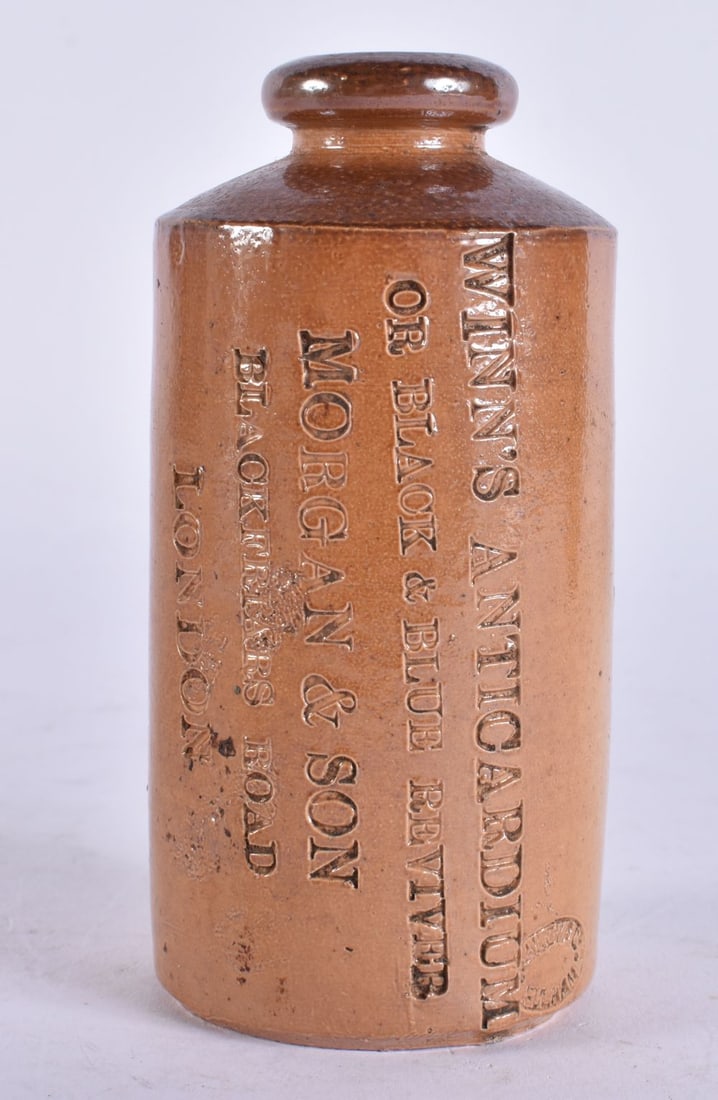 WINN'S ANTICARDIUM
OR BLACK & BLUE REVIVER
MORGAN & SON
BLACKFRIARS ROAD
LONDON